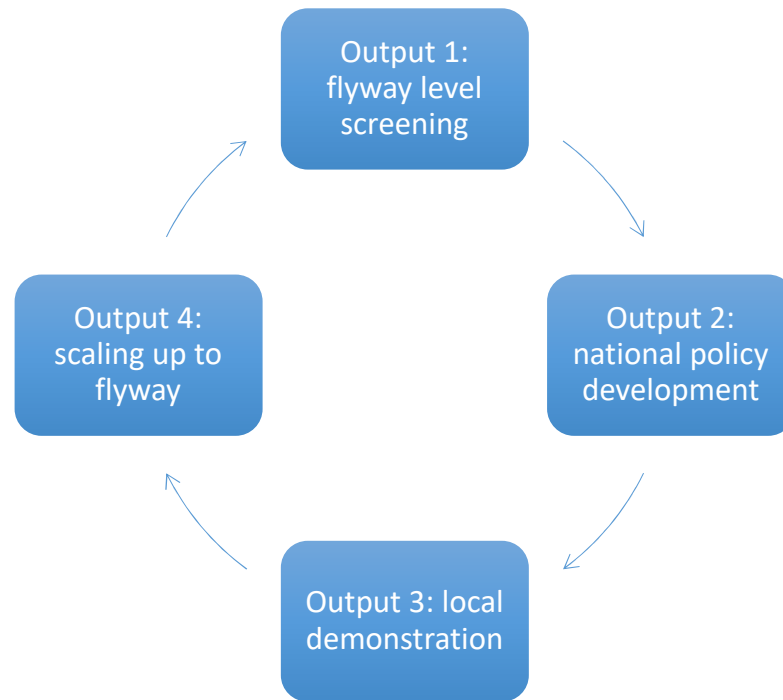 Output 1:
flyway level
screening
Output 2:
national policy
development
Output 3: local
demonstration
Output 4:
scaling up to
flyway